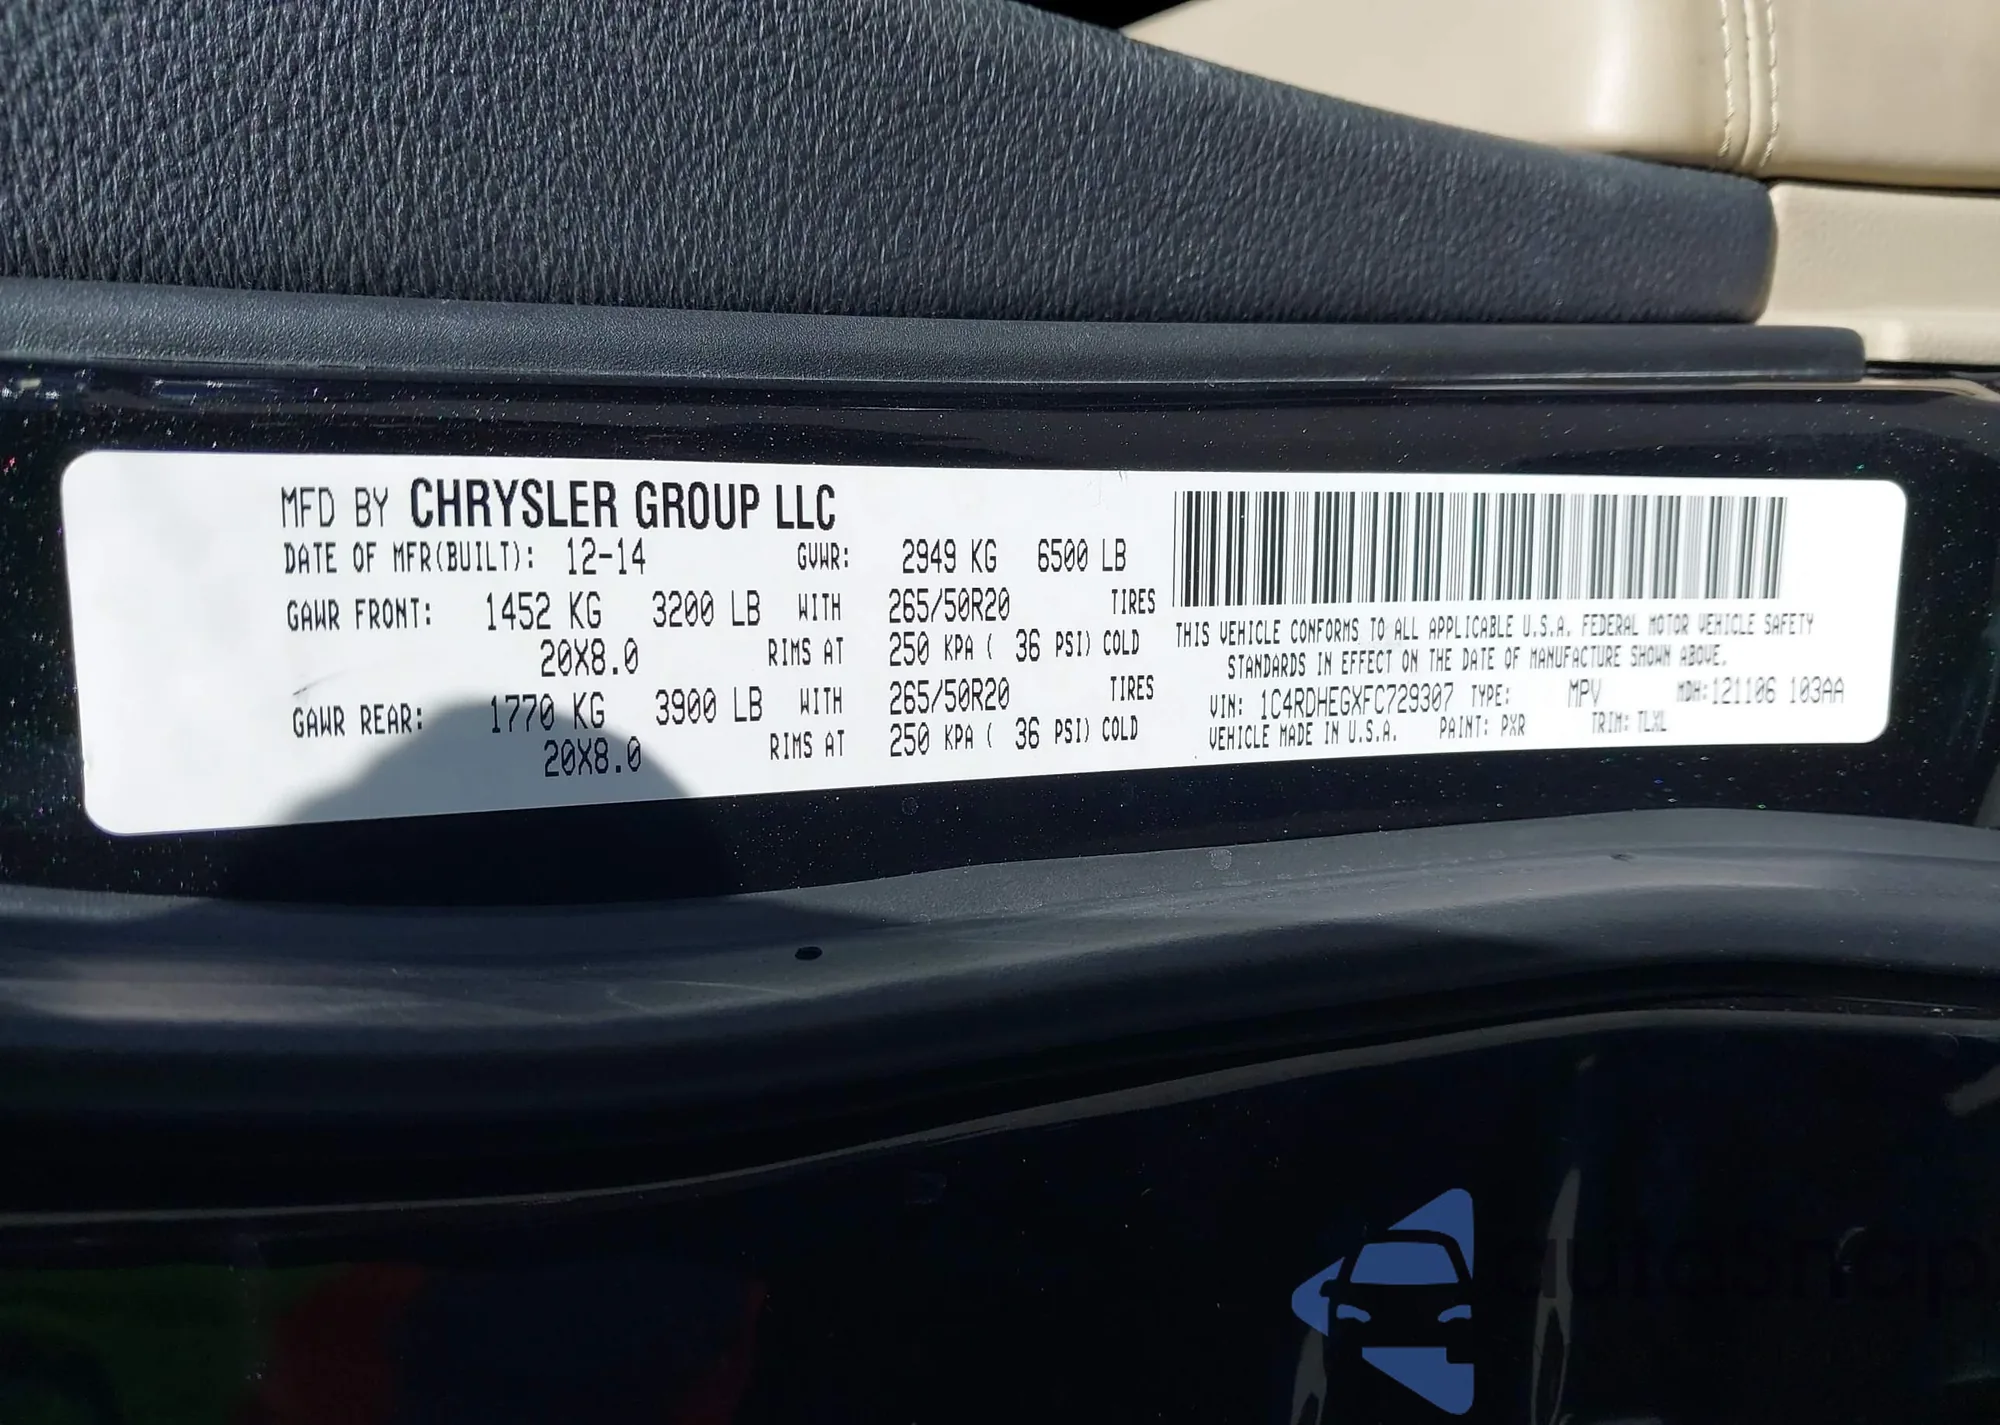 MFD BY CHRYSLER GROUP LLC
DATE OF MFR(BUILT): 12-14 GVWR: 2949 KG 6500 LB
GAWR FRONT: 1452 KG 3200 LB WITH 265/50R20 TIRES
20X8.0 RIMS AT 250 KPA ( 36 PSI) COLD
GAWR REAR: 1770 KG 3900 LB WITH 265/50R20 TIRES
20X8.0 RIMS AT 250 KPA ( 36 PSI) COLD
THIS VEHICLE CONFORMS TO ALL APPLICABLE U.S.A. FEDERAL MOTOR VEHICLE SAFETY
STANDARDS IN EFFECT ON THE DATE OF MANUFACTURE SHOWN ABOVE.
VIN: 1C4RDHEGXFC729307 TYPE: MPV MDH:121106 103AA
VEHICLE MADE IN U.S.A. PAINT: PXR TRIM: TLXL